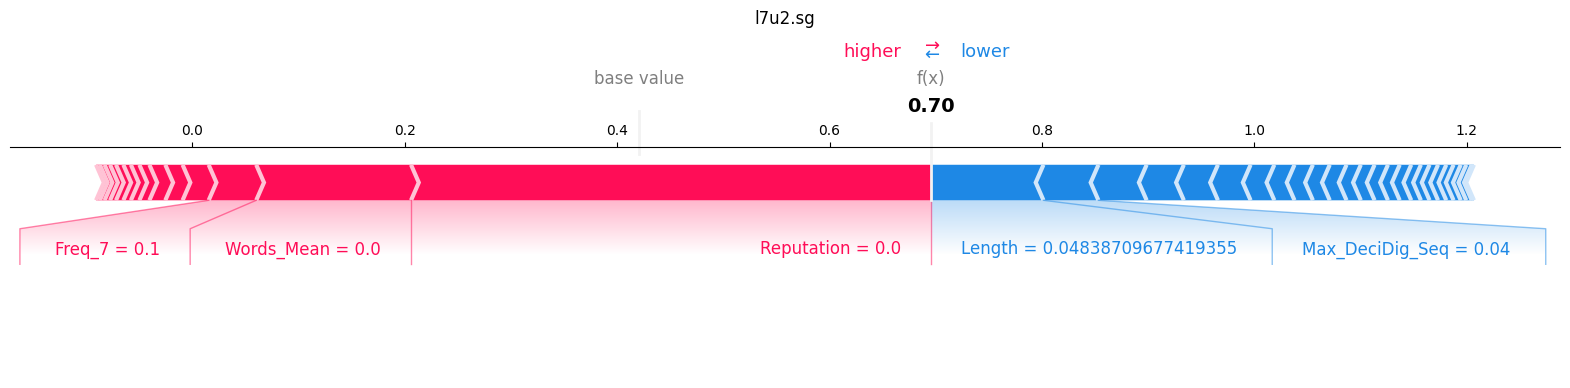 l7u2.sg
higher ⇄ lower
base value f(x)
0.70
0.0 0.2 0.4 0.6 0.8 1.0 1.2
Freq_7 = 0.1 Words_Mean = 0.0 Reputation = 0.0 Length = 0.04838709677419355 Max_DeciDig_Seq = 0.04